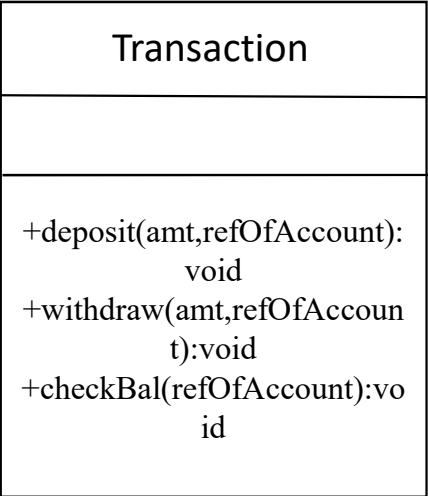 Transaction
+deposit(amt,refOfAccount):
void
+withdraw(amt,refOfAccoun
t):void
+checkBal(refOfAccount):vo
id